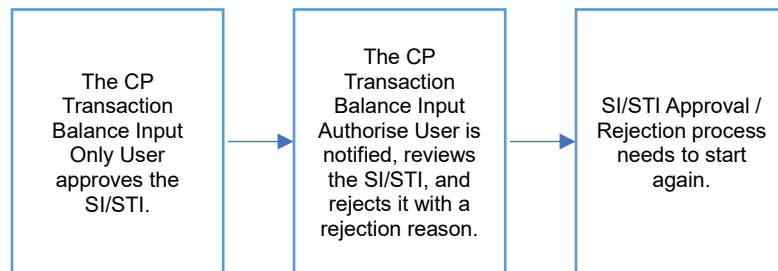 The CP
Transaction
Balance Input
Only User
approves the
SI/STI.
The CP
Transaction
Balance Input
Authorise User is
notified, reviews
the SI/STI, and
rejects it with a
rejection reason.
SI/STI Approval /
Rejection process
needs to start
again.